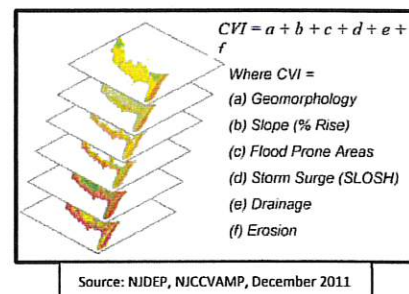 CVI = a + b + c + d + e +
f
Where CVI =
(a) Geomorphology
(b) Slope (% Rise)
(c) Flood Prone Areas
(d) Storm Surge (SLOSH)
(e) Drainage
(f) Erosion
Source: NJDEP, NJCCVAMP, December 2011